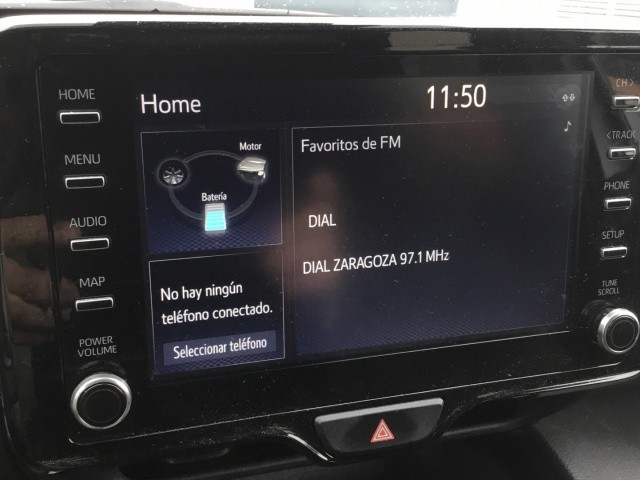 HOME
MENU
AUDIO
MAP
POWER
VOLUME
Home
11:50
Motor
Batería
No hay ningún
teléfono conectado.
Seleccionar teléfono
Favoritos de FM
DIAL
DIAL ZARAGOZA 97.1 MHz
CH >
< TRACK
PHONE
SETUP
TUNE
SCROLL